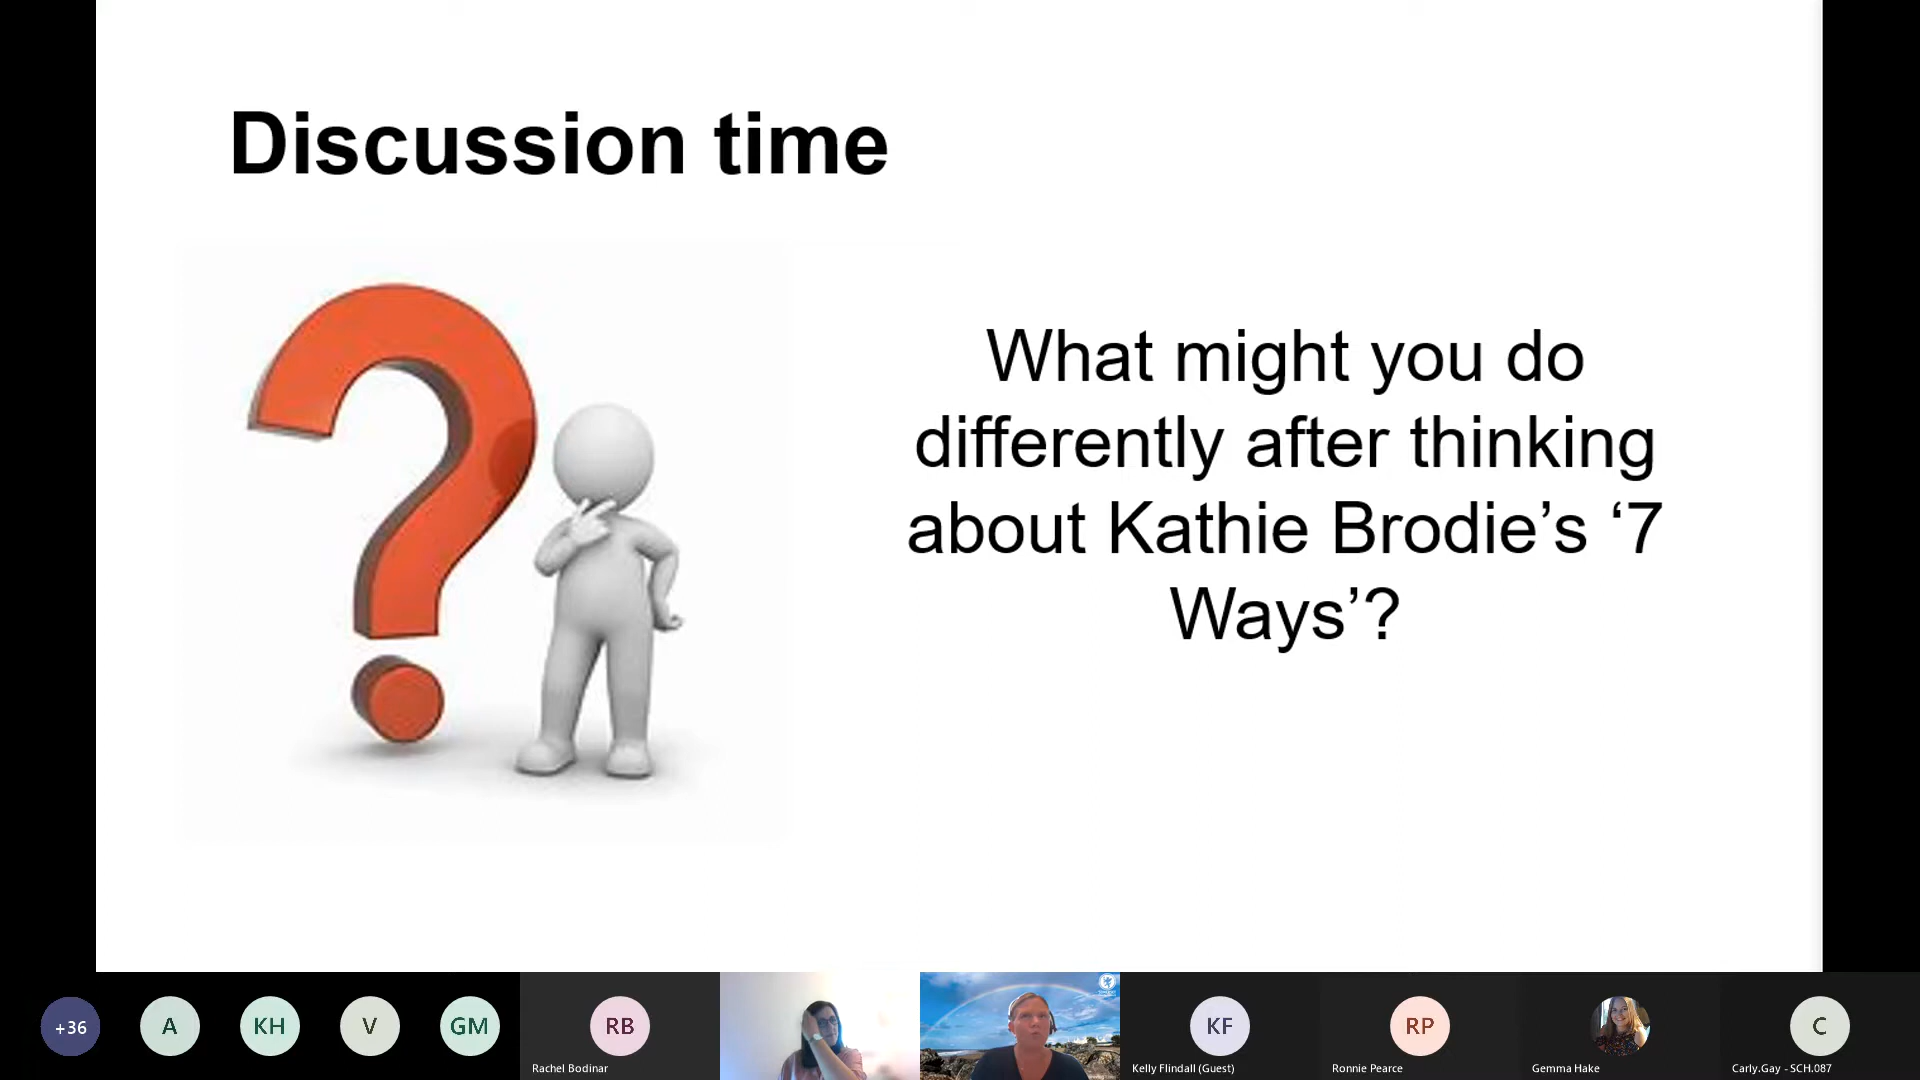 Discussion time
What might you do
differently after thinking
about Kathie Brodie’s ‘7
Ways’?
+36
A
KH
V
GM
RB
Rachel Bodinar
KF
Kelly Flindall (Guest)
RP
Ronnie Pearce
Gemma Hake
C
Carly.Gay - SCH.087